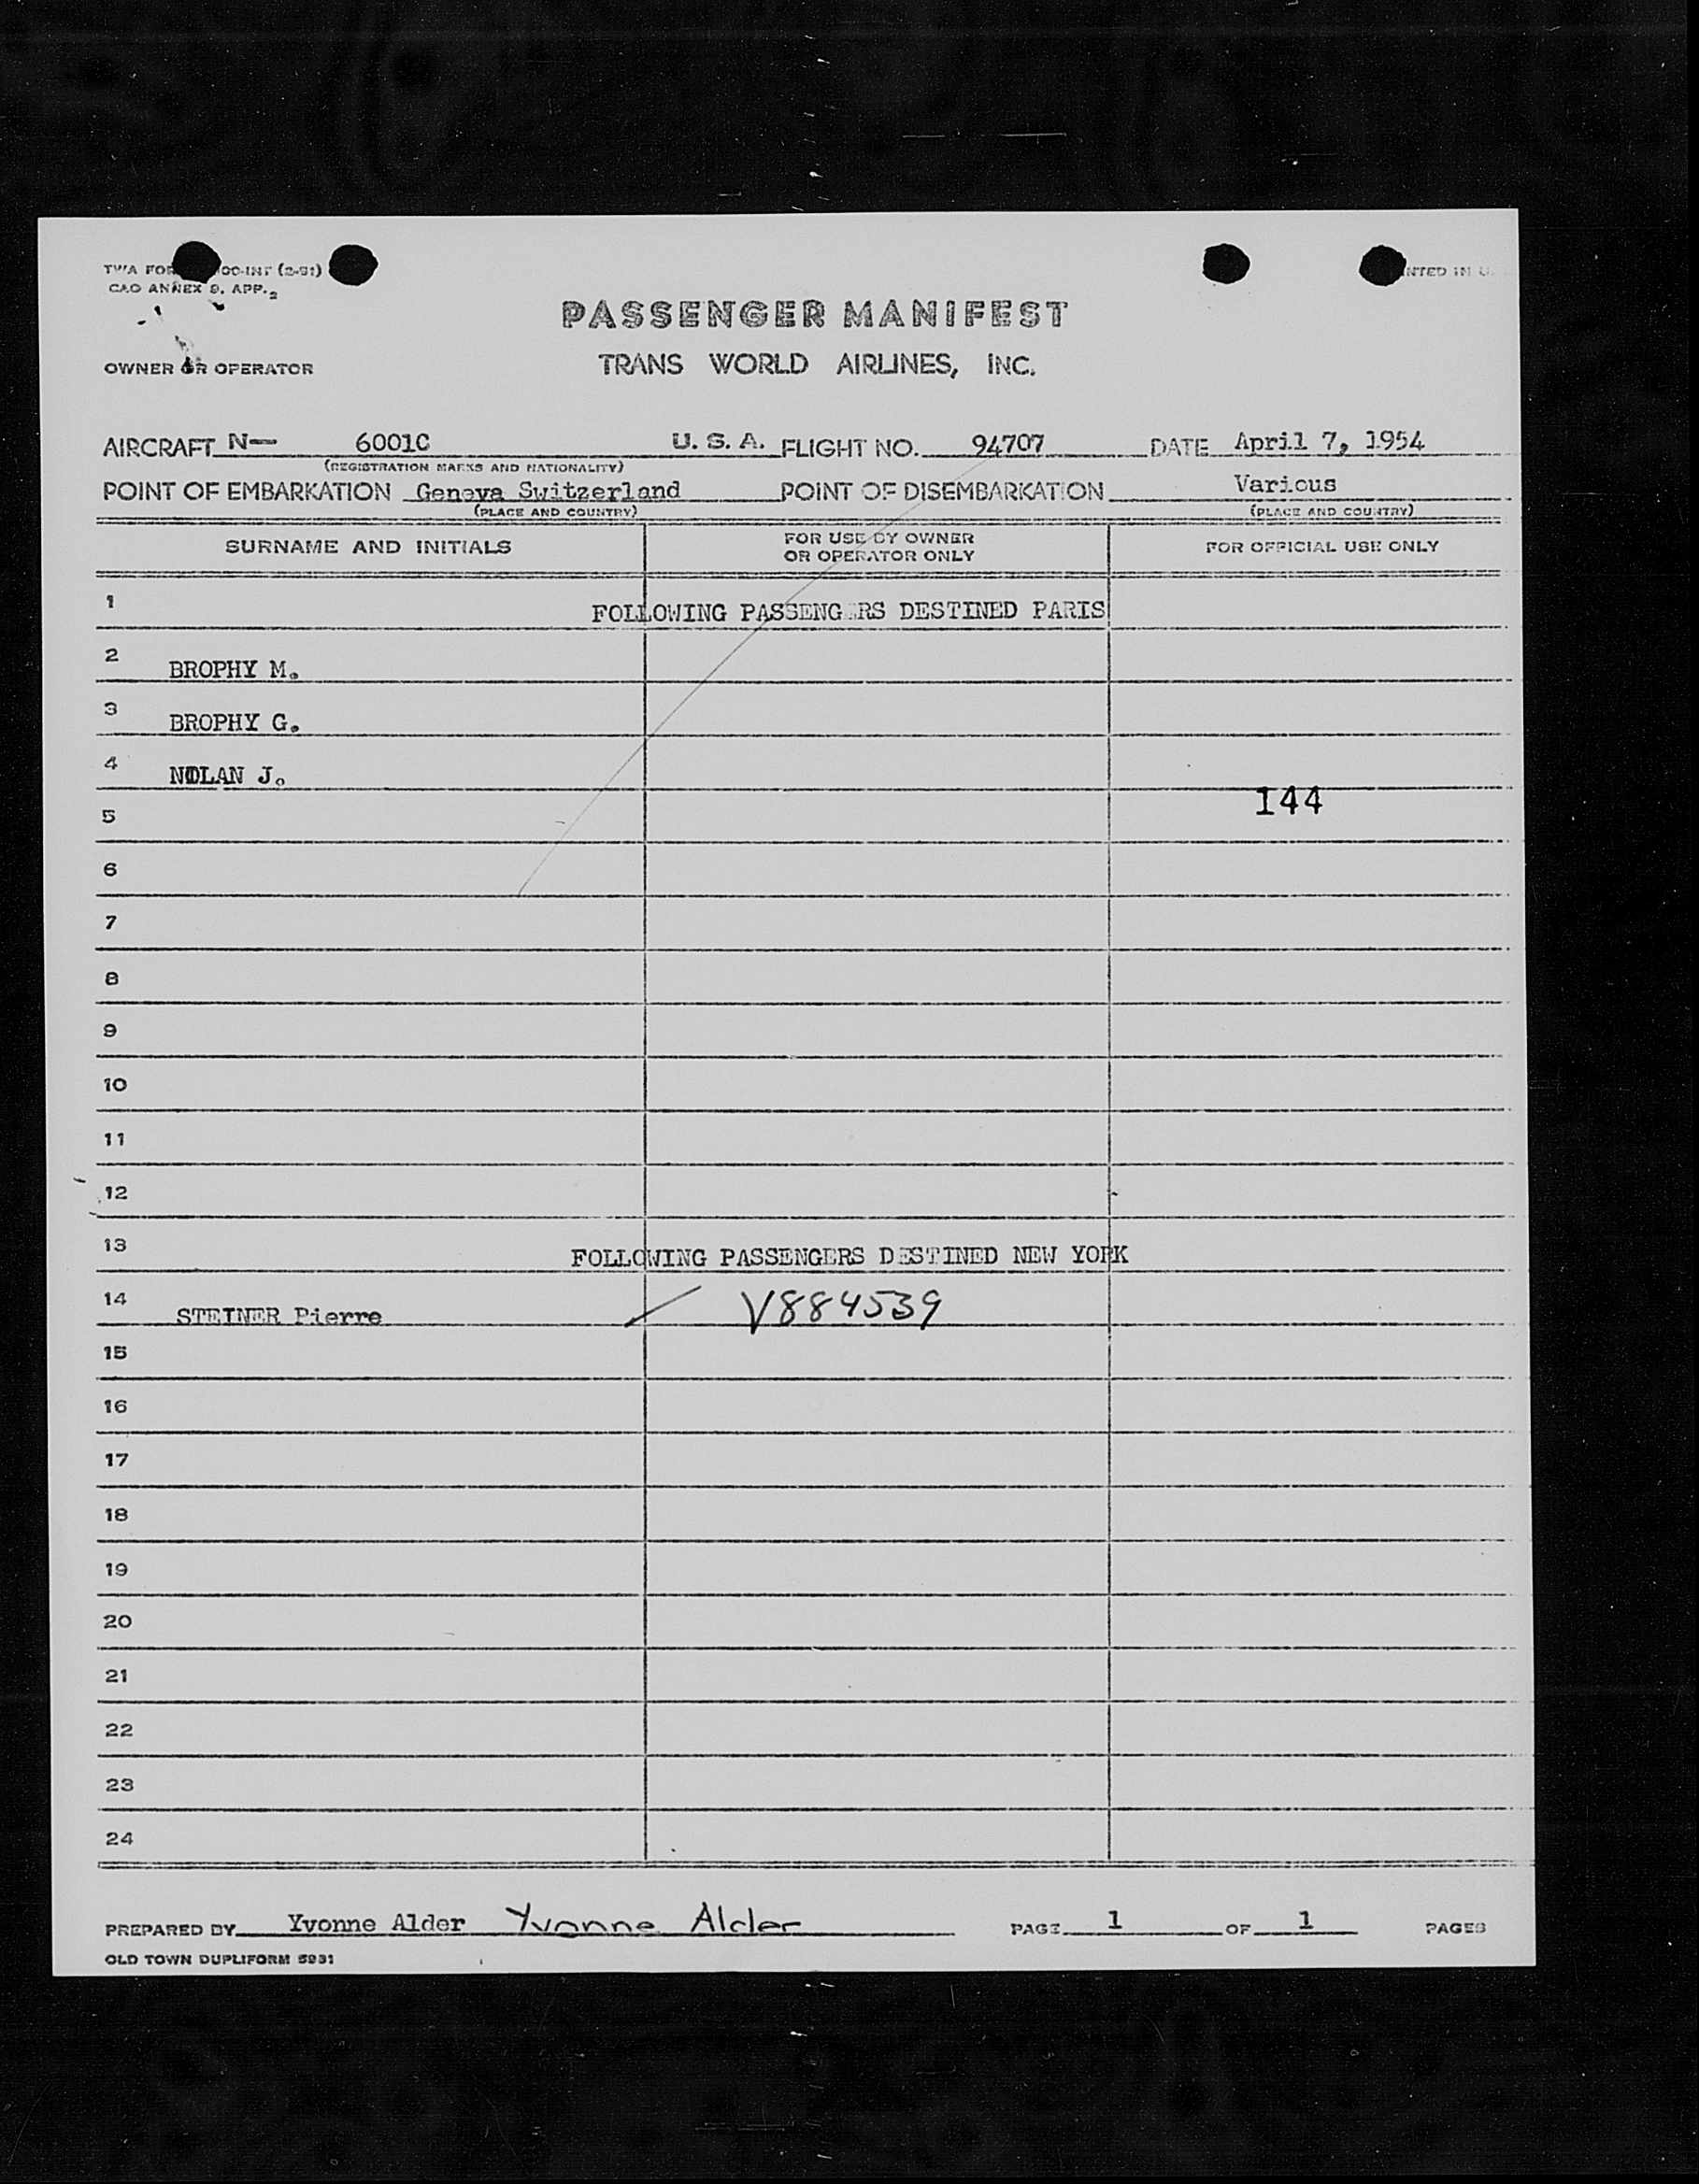 TWA FOR OC-INT (2-51)
CAO ANNEX 9, APP. 2
NTED IN U.
PASSENGER MANIFEST
OWNER OR OPERATOR TRANS WORLD AIRLINES, INC.
AIRCRAFT N— 6001C U. S. A. FLIGHT NO. 94707 DATE April 7, 1954
(REGISTRATION MARKS AND NATIONALITY)
POINT OF EMBARKATION Geneva Switzerland POINT OF DISEMBARKATION Various
(PLACE AND COUNTRY) (PLACE AND COUNTRY)
SURNAME AND INITIALS FOR USE BY OWNER OR OPERATOR ONLY FOR OFFICIAL USE ONLY
1 FOLLOWING PASSENGERS DESTINED PARIS
2 BROPHY M.
3 BROPHY G.
4 NOLAN J.
144
5
6
7
8
9
10
11
12
13 FOLLOWING PASSENGERS DESTINED NEW YORK
14 STEINER Pierre V884539
15
16
17
18
19
20
21
22
23
24
PREPARED BY Yvonne Alder Yvonne Alder PAGE 1 OF 1 PAGES
OLD TOWN DUPLIFORM 5931